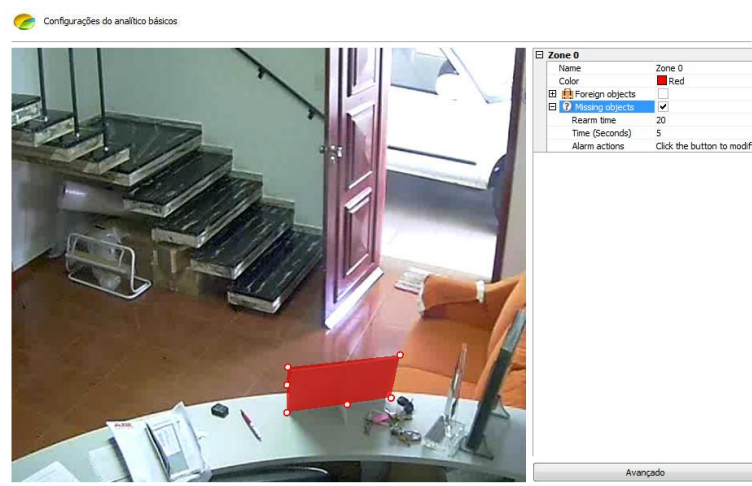 Configurações do analítico básicos
Zone 0
Name Zone 0
Color Red
Foreign objects
Missing objects
Rearm time 20
Time (Seconds) 5
Alarm actions Click the button to modif
Avançado